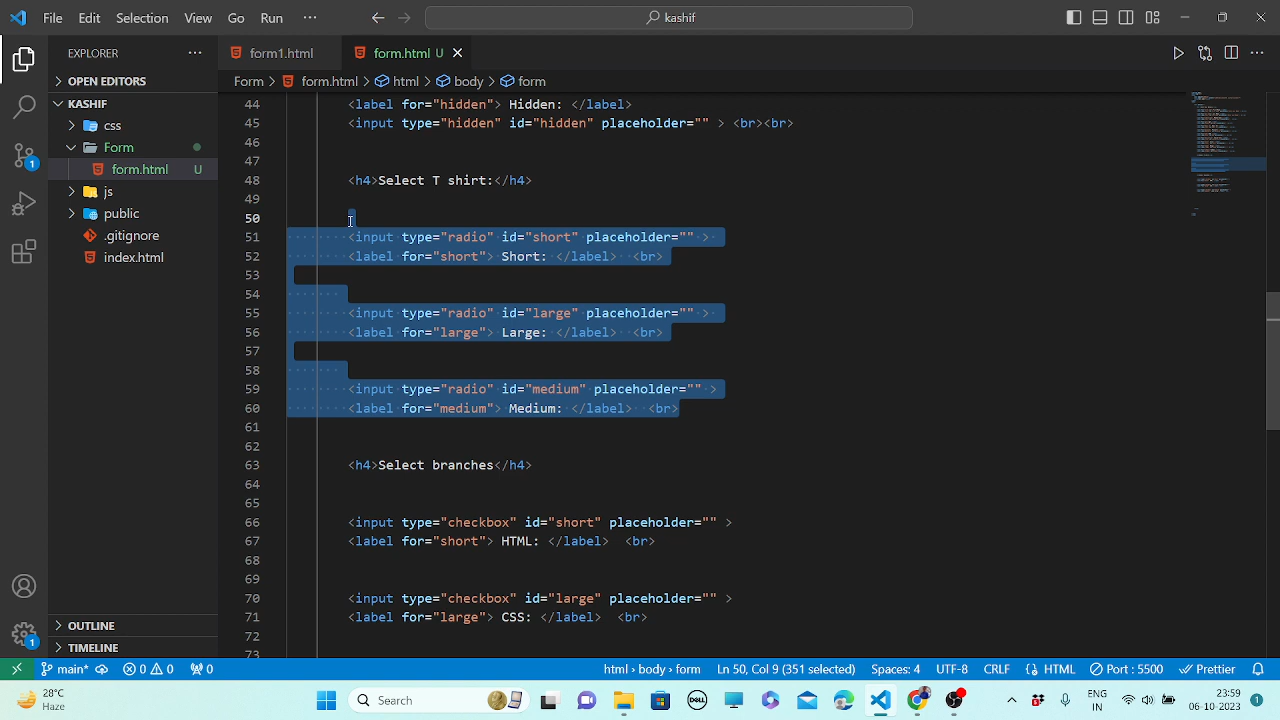 File Edit Selection View Go Run ··· kashif
EXPLORER ···
OPEN EDITORS
KASHIF
css
Form
form.html U
js
public
.gitignore
index.html
OUTLINE
TIMELINE
1
1
form1.html form.html U
Form > form.html > html > body > form
44 <label for="hidden"> Hidden: </label>
45 <input type="hidden" id="hidden" placeholder="" > <br><br>
46
47
48 <h4>Select T shirt:</h4>
49
50
51 <input type="radio" id="short" placeholder="" >
52 <label for="short"> Short: </label> <br>
53
54
55 <input type="radio" id="large" placeholder="" >
56 <label for="large"> Large: </label> <br>
57
58
59 <input type="radio" id="medium" placeholder="" >
60 <label for="medium"> Medium: </label> <br>
61
62
63 <h4>Select branches</h4>
64
65
66 <input type="checkbox" id="short" placeholder="" >
67 <label for="short"> HTML: </label> <br>
68
69
70 <input type="checkbox" id="large" placeholder="" >
71 <label for="large"> CSS: </label> <br>
72
73
main* 0 0 0 html > body > form Ln 50, Col 9 (351 selected) Spaces: 4 UTF-8 CRLF HTML Port : 5500 Prettier
28°C
Haze
Search
DELL
ENG
IN
23:59
06-10-2023
1